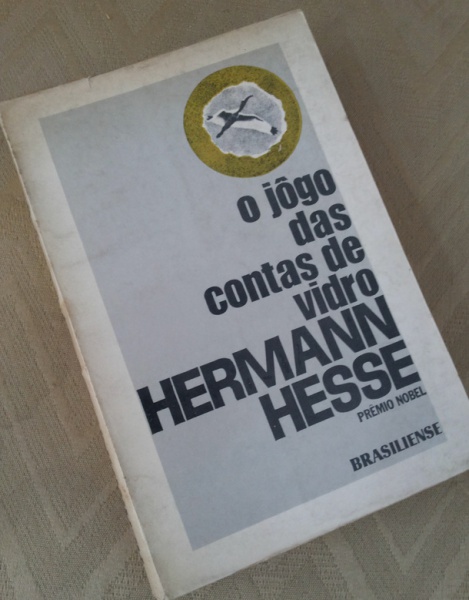 o jôgo
das
contas de
vidro
HERMANN
HESSE
PRÊMIO NOBEL
BRASILIENSE